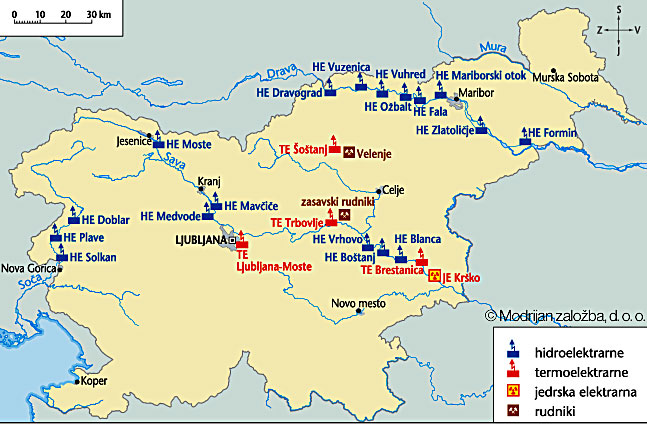 0 10 20 30 km
S
Z V
J
Mura
Drava
HE Vuzenica
HE Vuhred
HE Mariborski otok
Murska Sobota
HE Dravograd
HE Ožbalt
HE Fala
Maribor
HE Zlatoličje
HE Formin
Jesenice
HE Moste
TE Šoštanj
Velenje
Sava
Kranj
Celje
HE Mavčiče
zasavski rudniki
HE Medvode
TE Trbovlje
HE Doblar
HE Plave
LJUBLJANA
HE Vrhovo
HE Blanca
HE Solkan
TE
Ljubljana-Moste
HE Boštanj
Nova Gorica
TE Brestanica
JE Krško
Soča
Novo mesto
© Modrijan založba, d. o. o.
Koper
hidroelektrarne
termoelektrarne
jedrska elektrarna
rudniki